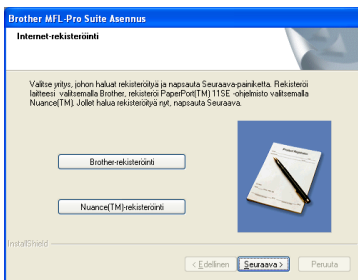 Brother MFL-Pro Suite Asennus
Internet-rekisteröinti
Valitse yritys, johon haluat rekisteröityä ja napsauta Seuraava-painiketta. Rekisteröi
laitteesi valitsemalla Brother, rekisteröi PaperPort(TM) 11SE -ohjelmisto valitsemalla
Nuance(TM). Jollet halua rekisteröityä nyt, napsauta Seuraava.
Product Registration
Brother-rekisteröinti
Nuance(TM)-rekisteröinti
InstallShield
< Edellinen Seuraava > Peruuta